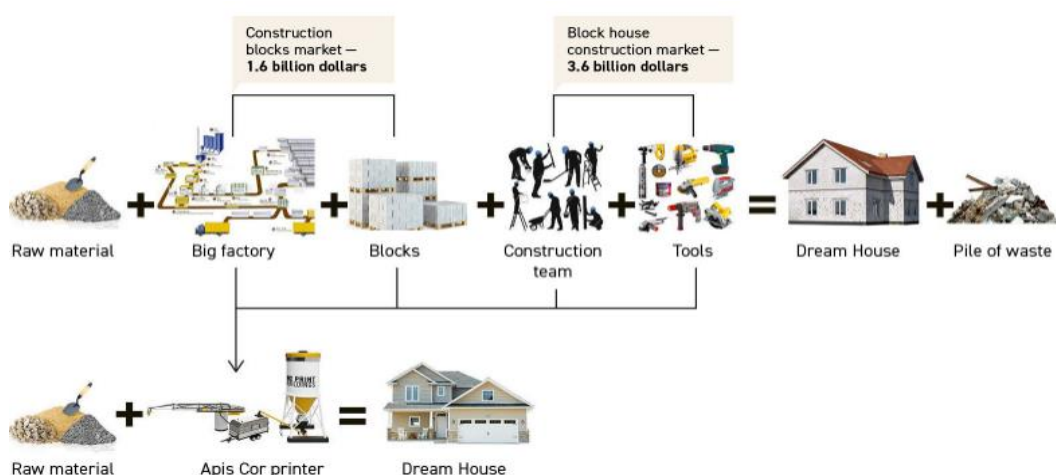 Construction
blocks market —
1.6 billion dollars
Block house
construction market —
3.6 billion dollars
+
+
+
+
=
+
Raw material
Big factory
Blocks
Construction
team
Tools
Dream House
Pile of waste
+
=
PRINT
Raw material
Apis Cor printer
Dream House